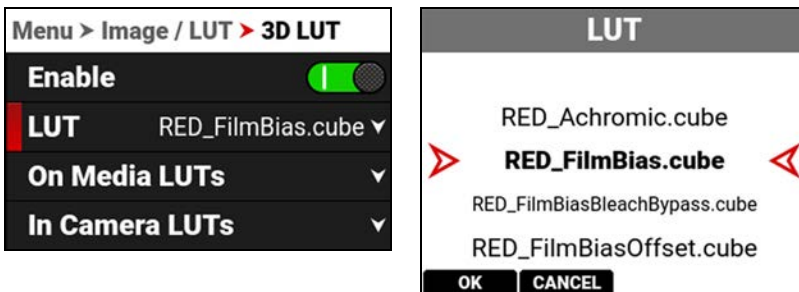 Menu > Image / LUT > 3D LUT
Enable
LUT RED_FilmBias.cube
On Media LUTs
In Camera LUTs
LUT
RED_Achromic.cube
RED_FilmBias.cube
RED_FilmBiasBleachBypass.cube
RED_FilmBiasOffset.cube
OK CANCEL